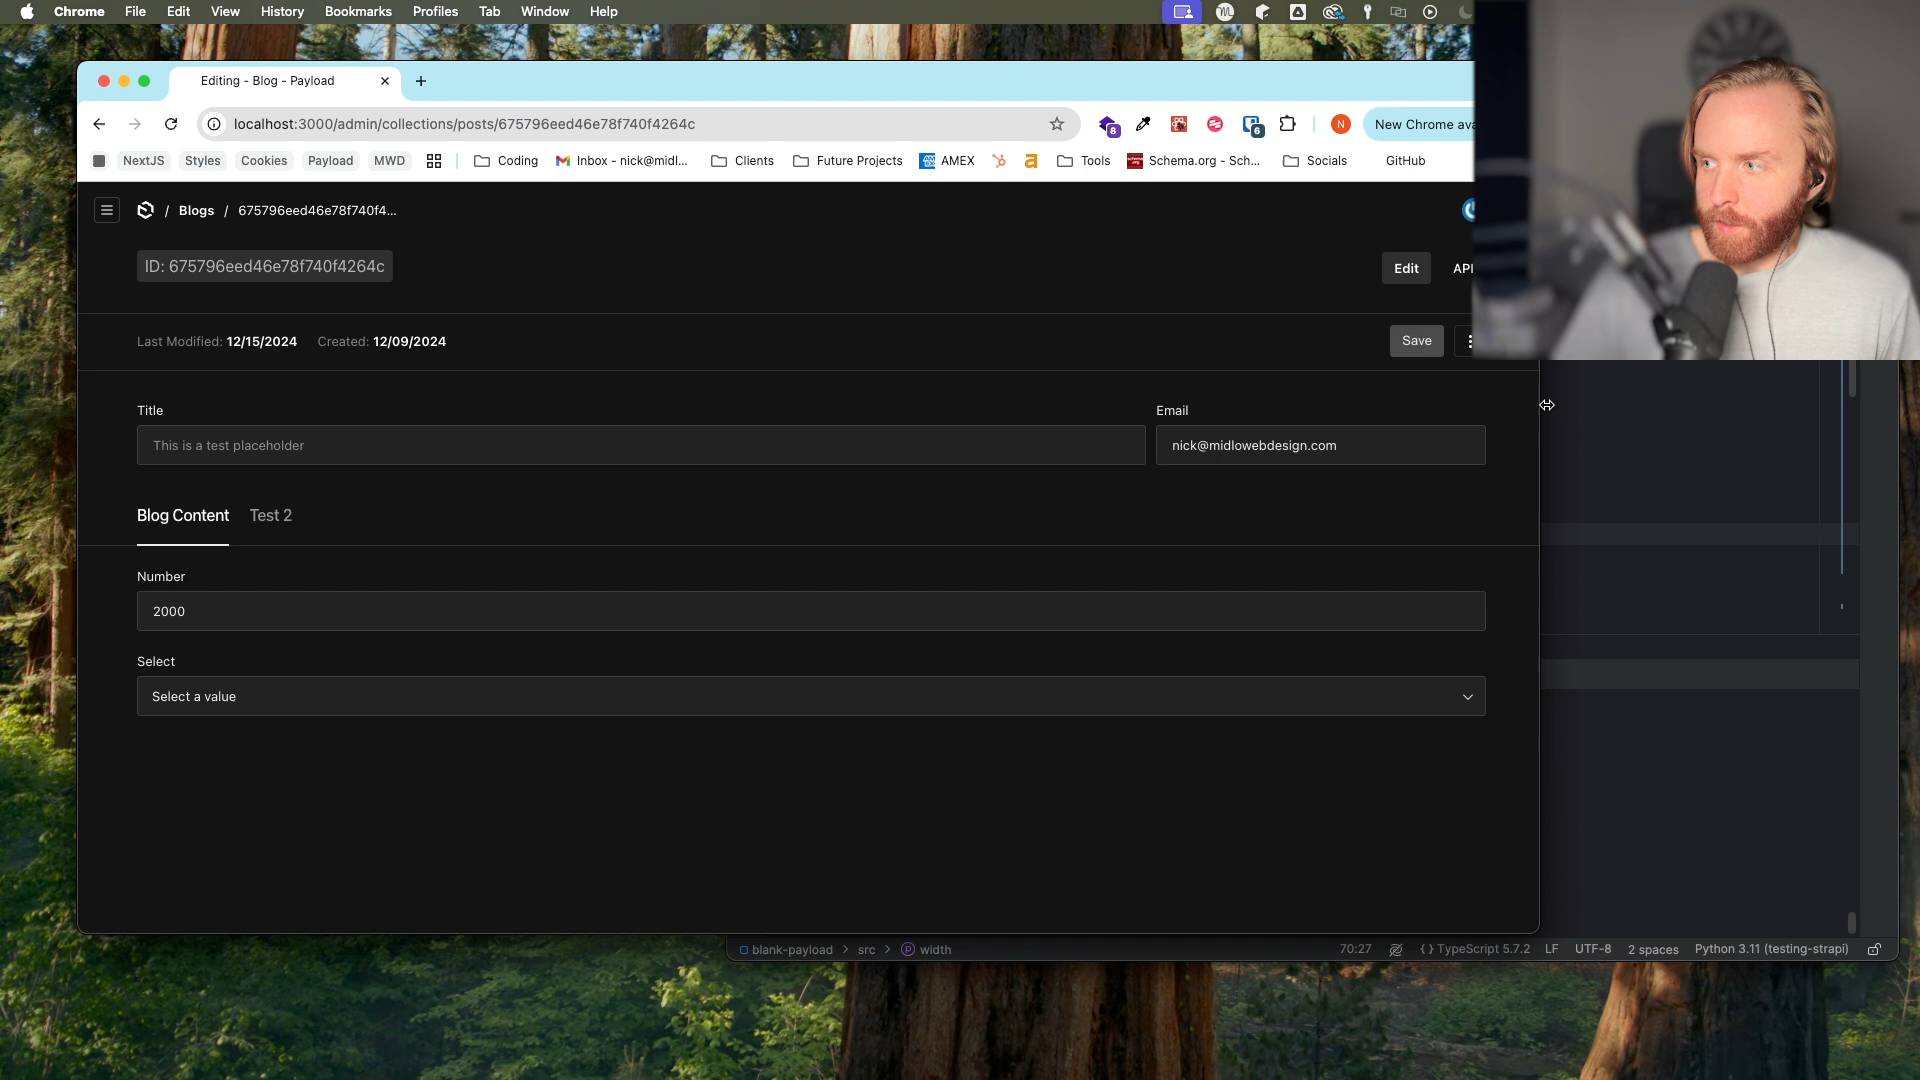 Chrome File Edit View History Bookmarks Profiles Tab Window Help
Editing - Blog - Payload
localhost:3000/admin/collections/posts/675796eed46e78f740f4264c
8
6
N
New Chrome ava
NextJS Styles Cookies Payload MWD Coding Inbox - nick@midl... Clients Future Projects AMEX Tools Schema.org - Sch... Socials GitHub
/ Blogs / 675796eed46e78f740f4...
ID: 675796eed46e78f740f4264c
Edit API
Last Modified: 12/15/2024 Created: 12/09/2024
Save
Title
This is a test placeholder
Email
nick@midlowebdesign.com
Blog Content Test 2
Number
2000
Select
Select a value
blank-payload > src > width
70:27 {} TypeScript 5.7.2 LF UTF-8 2 spaces Python 3.11 (testing-strapi)